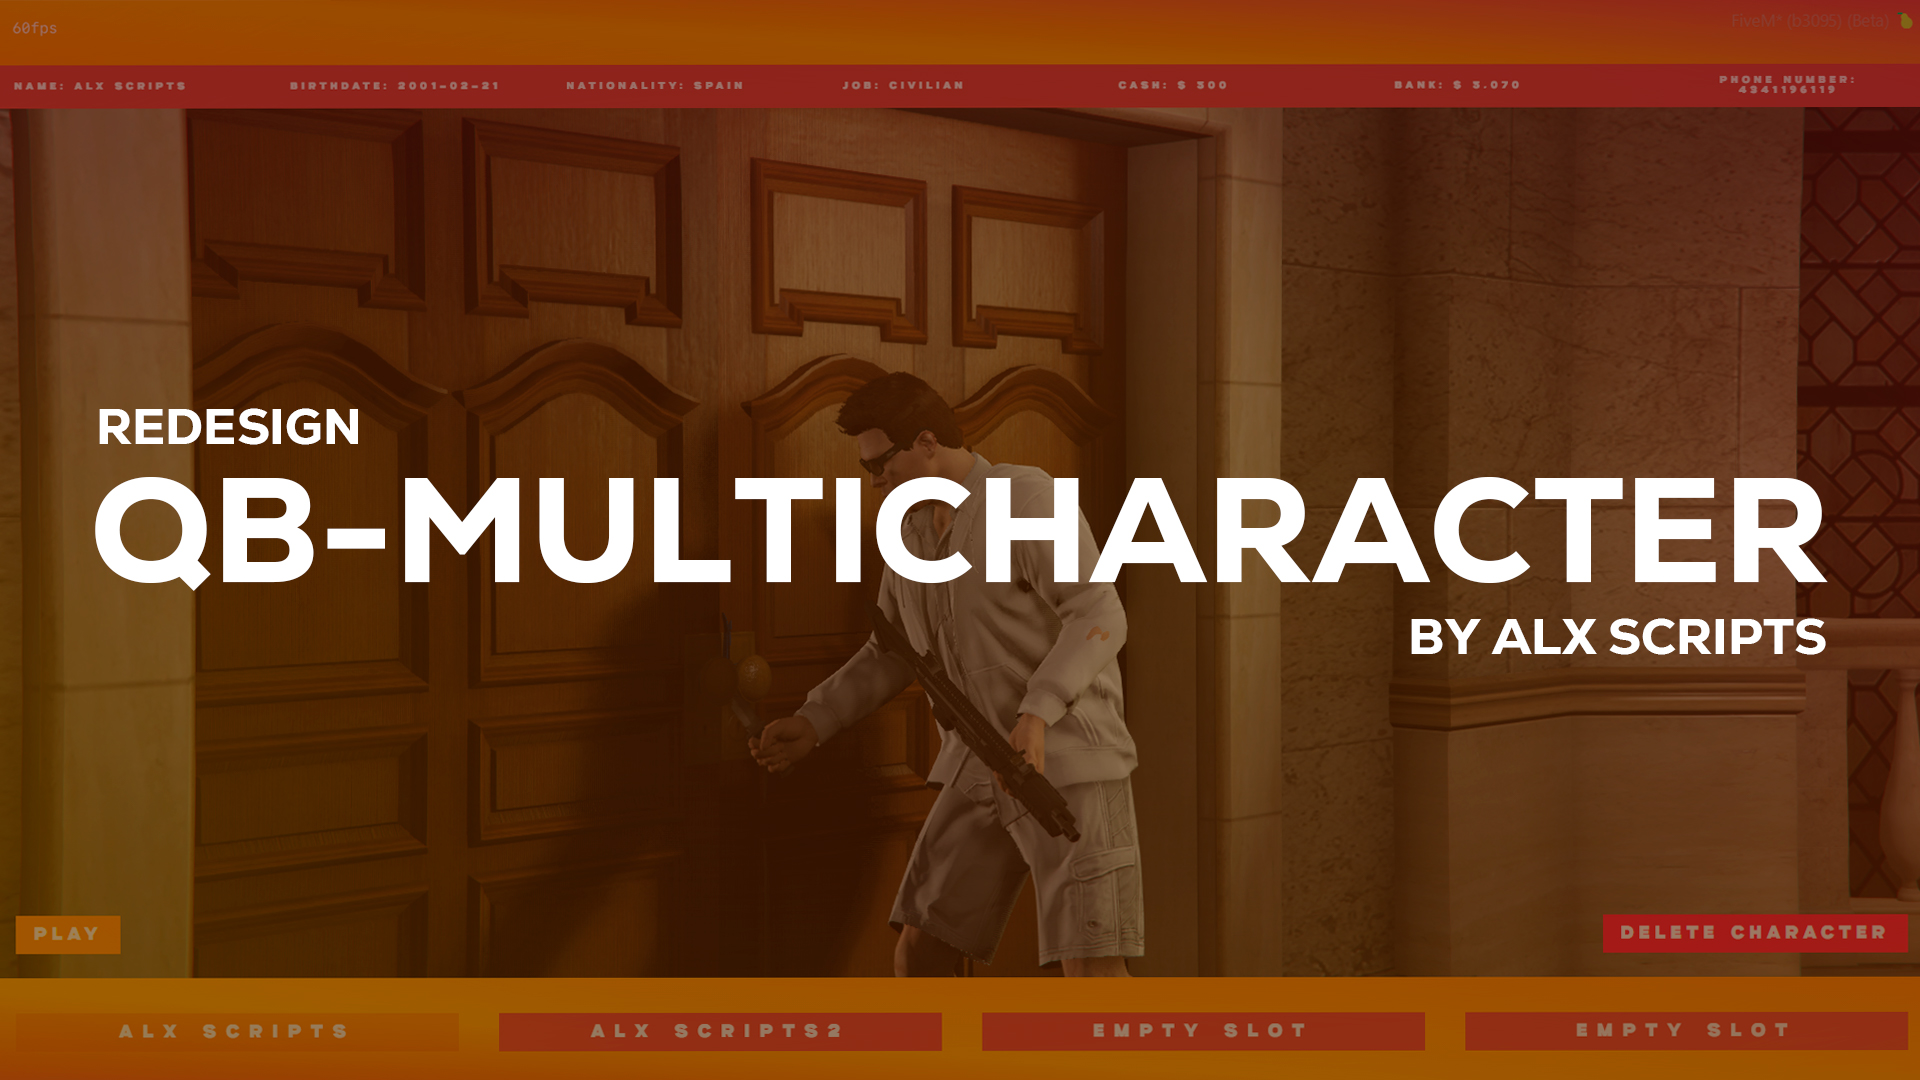 60fps
FiveM* (b3095) (Beta)
NAME: ALX SCRIPTS
BIRTHDATE: 2001-02-21
NATIONALITY: SPAIN
JOB: CIVILIAN
CASH: $ 500
BANK: $ 3.070
PHONE NUMBER:
4341196119
REDESIGN
QB-MULTICHARACTER
BY ALX SCRIPTS
PLAY
DELETE CHARACTER
ALX SCRIPTS
ALX SCRIPTS2
EMPTY SLOT
EMPTY SLOT